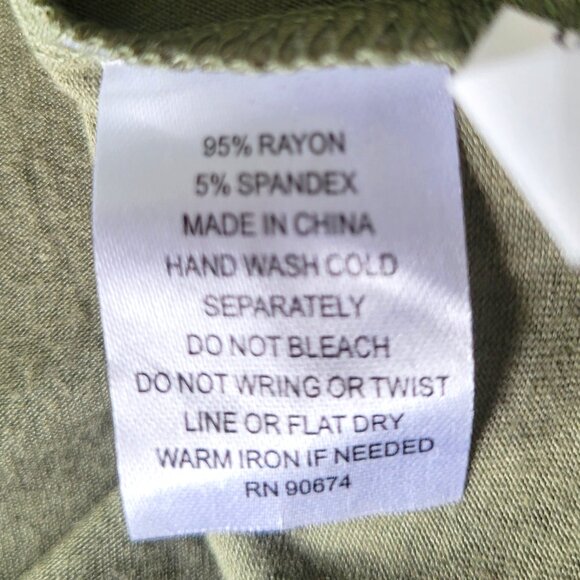 95% RAYON
5% SPANDEX
MADE IN CHINA
HAND WASH COLD
SEPARATELY
DO NOT BLEACH
DO NOT WRING OR TWIST
LINE OR FLAT DRY
WARM IRON IF NEEDED
RN 90674